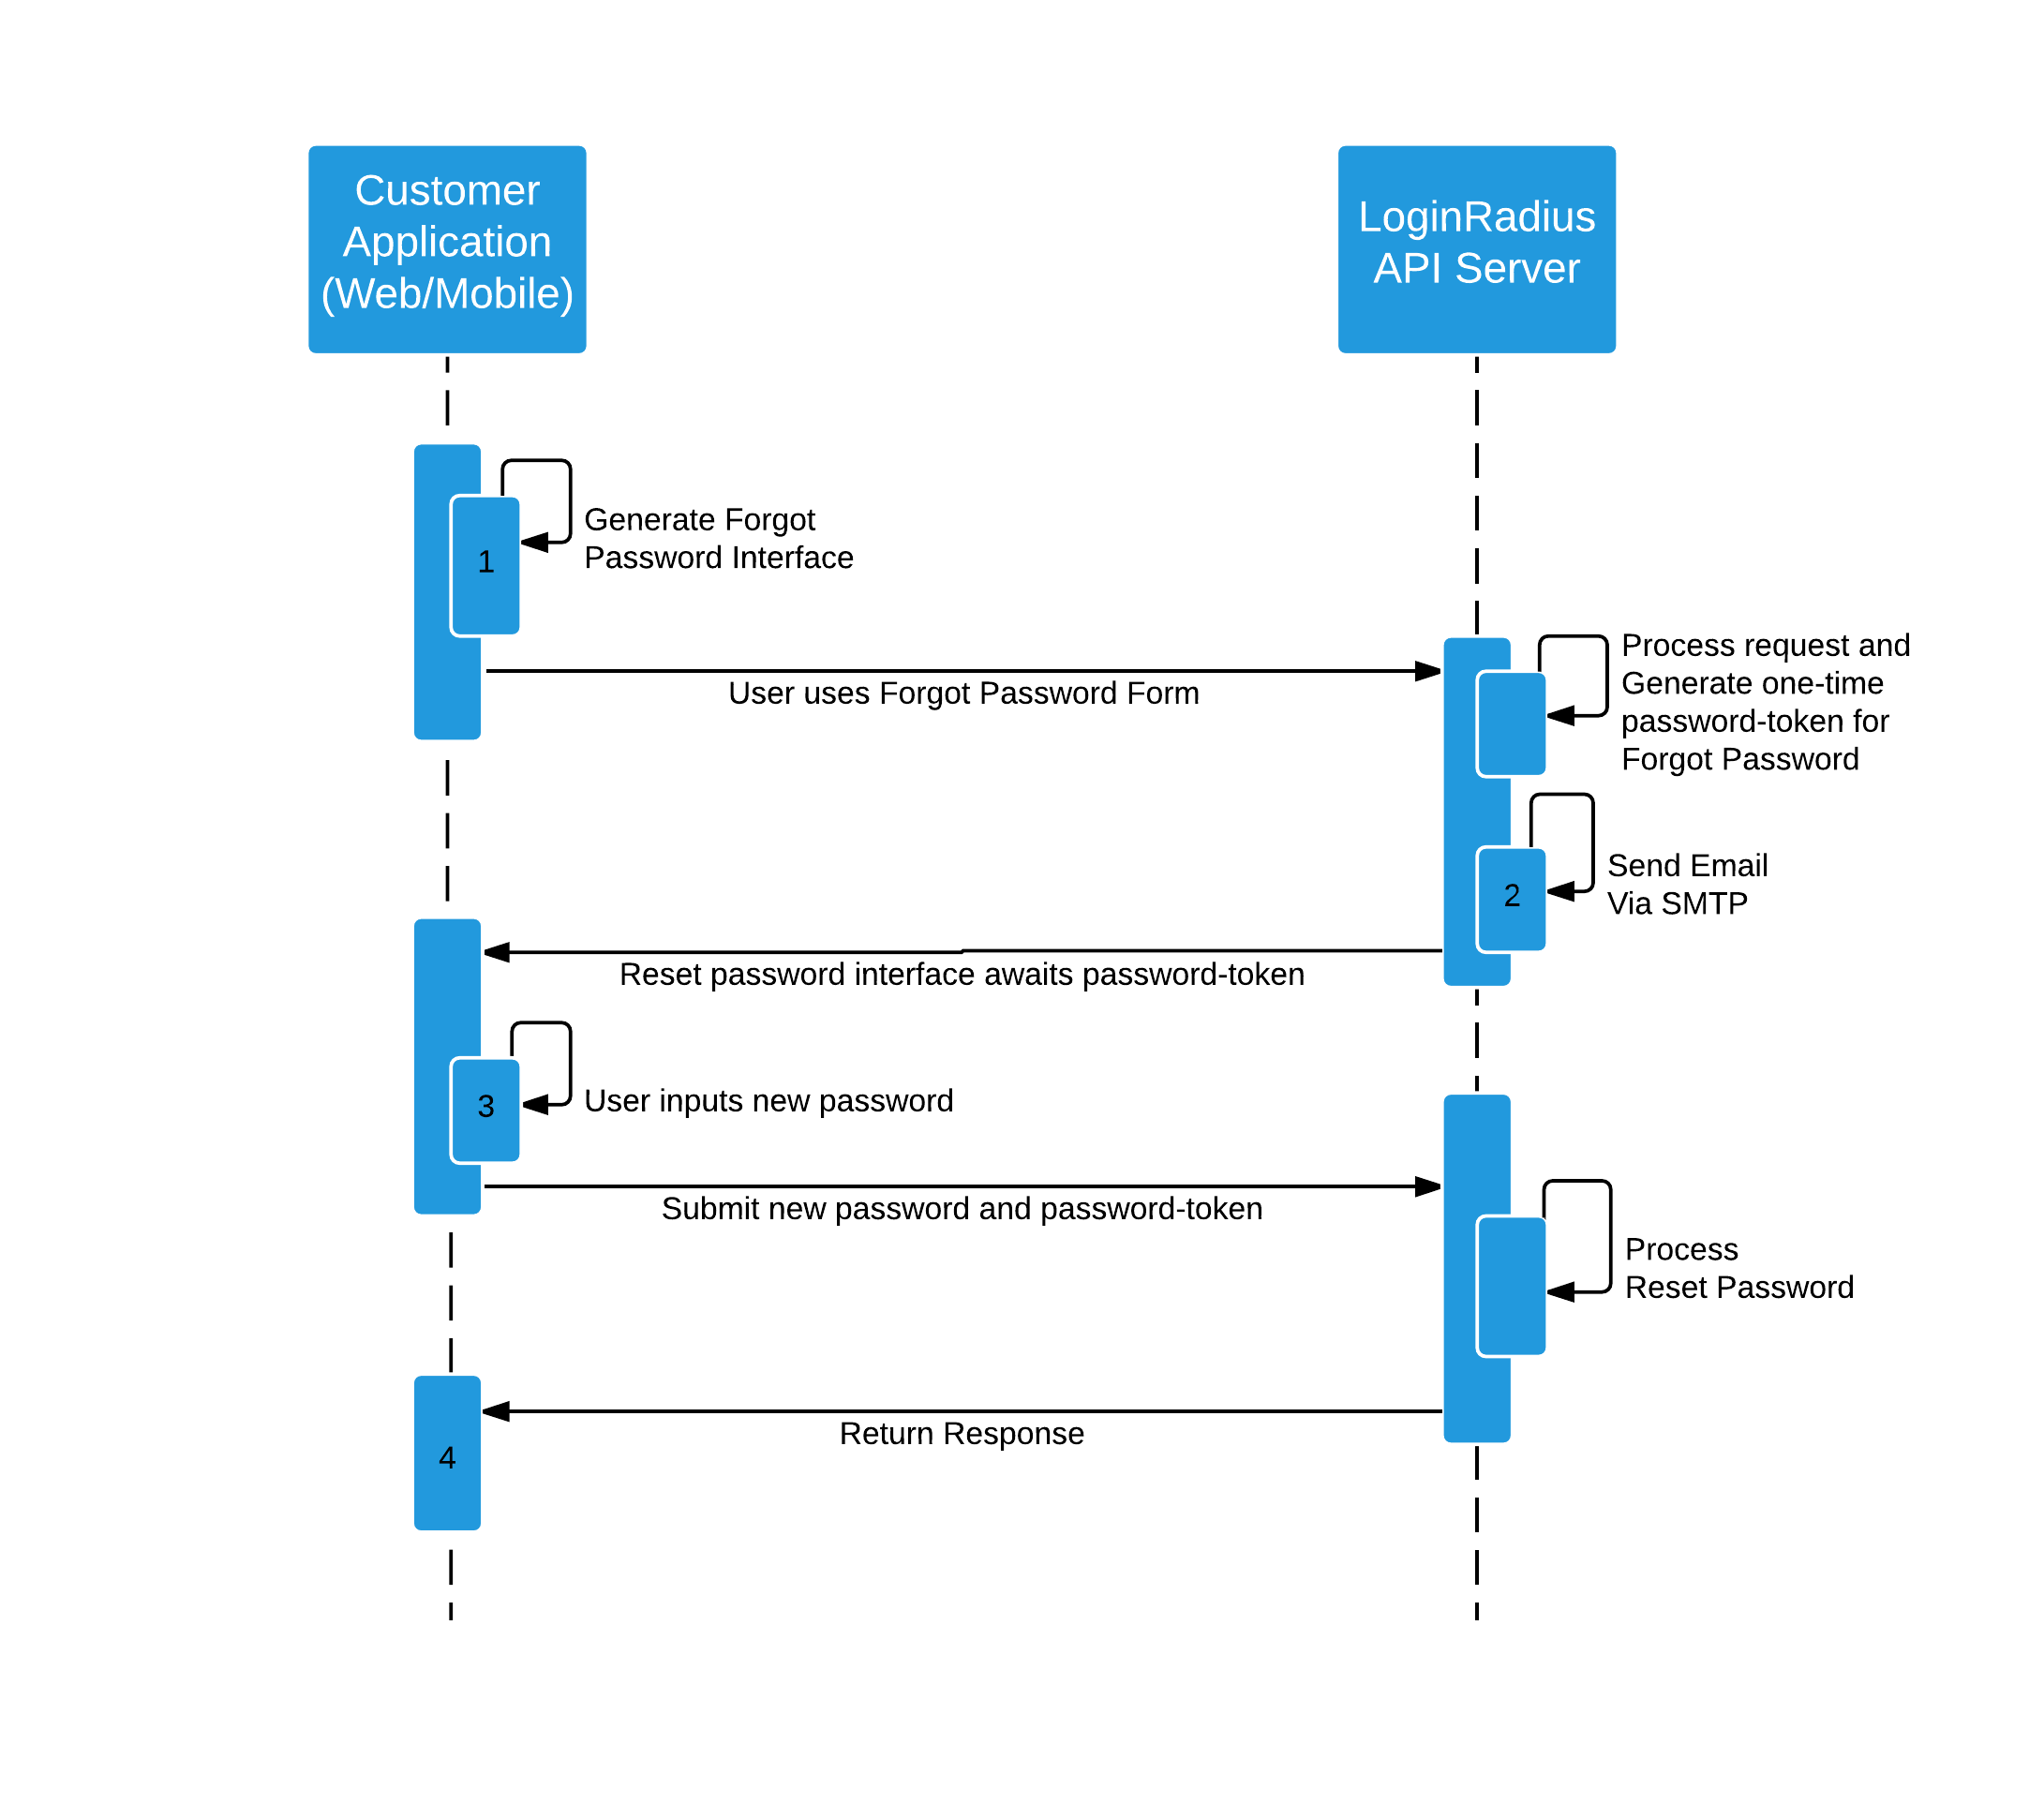 Customer
Application
(Web/Mobile)
LoginRadius
API Server
Generate Forgot
Password Interface
1
User uses Forgot Password Form
Process request and
Generate one-time
password-token for
Forgot Password
Send Email
Via SMTP
2
Reset password interface awaits password-token
3
User inputs new password
Submit new password and password-token
Process
Reset Password
Return Response
4